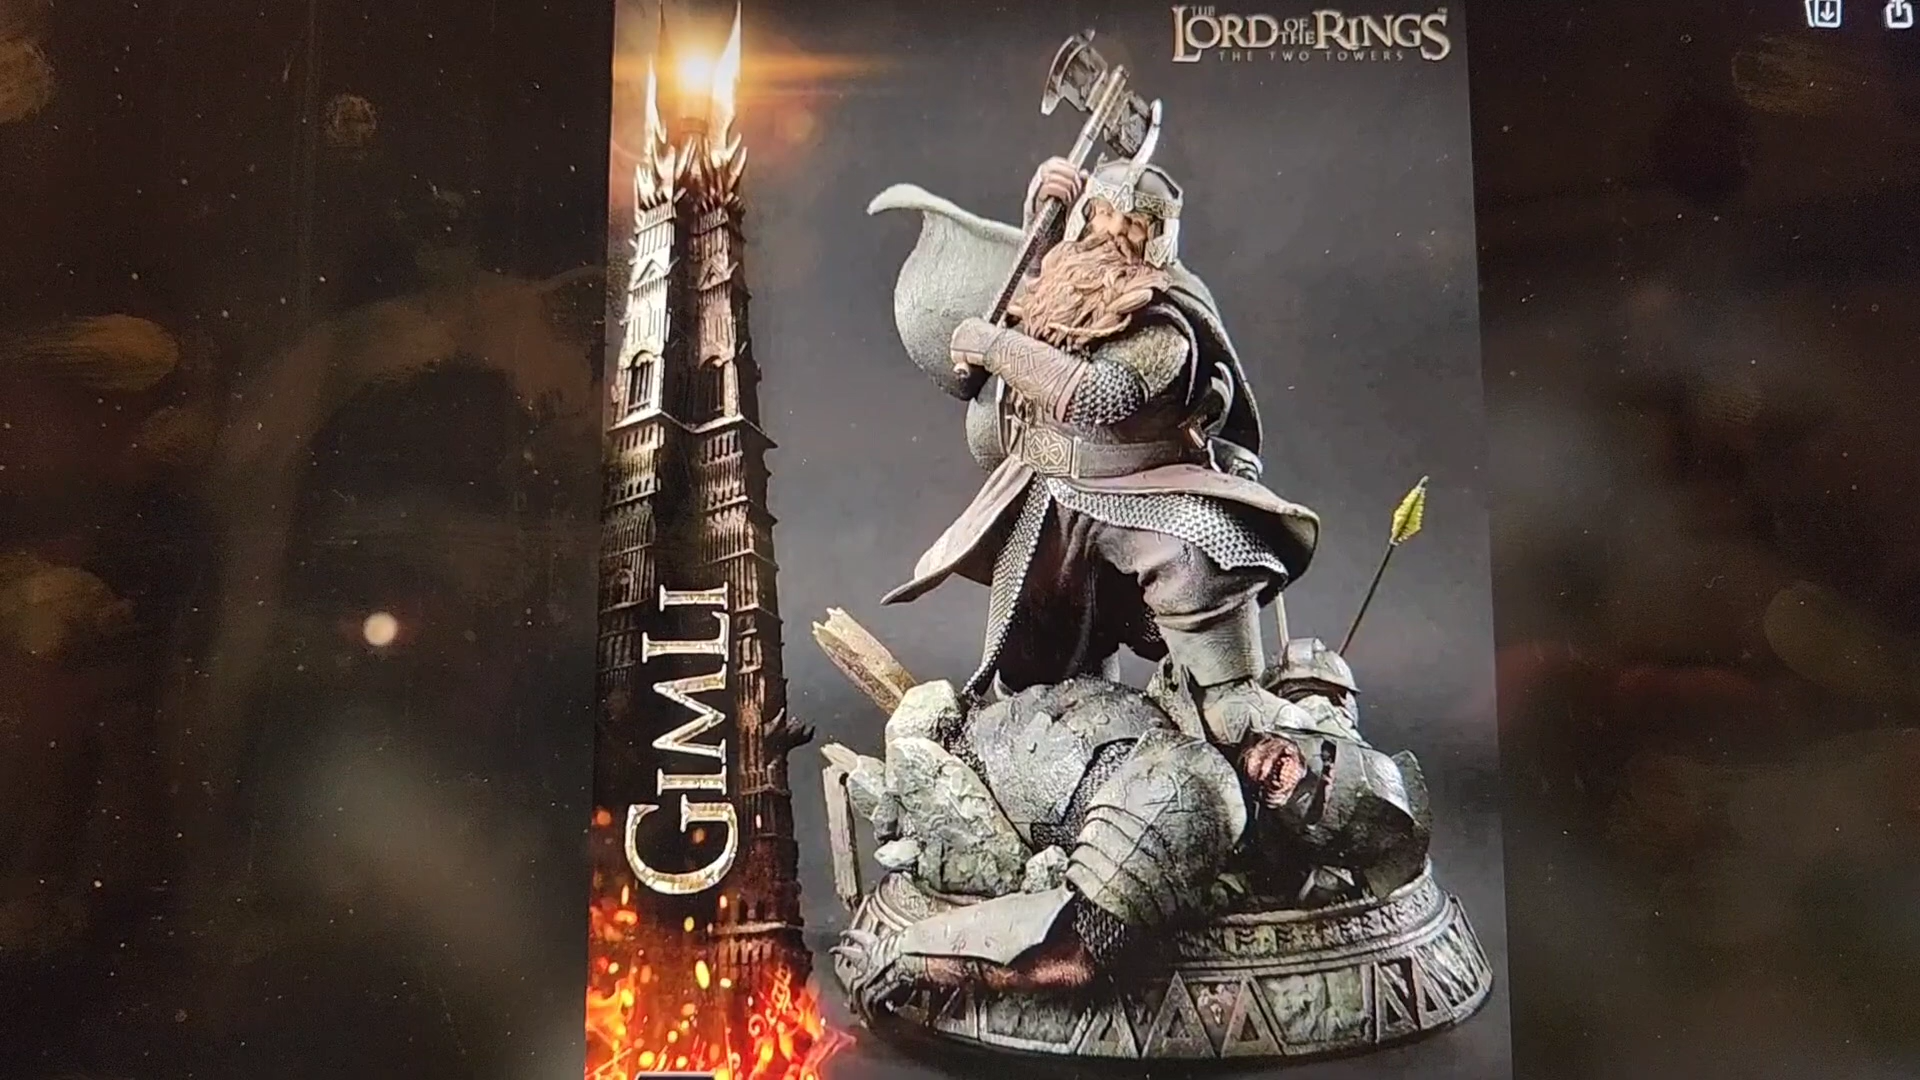 THE
LORD OF THE RINGS
THE TWO TOWERS
GIMLI